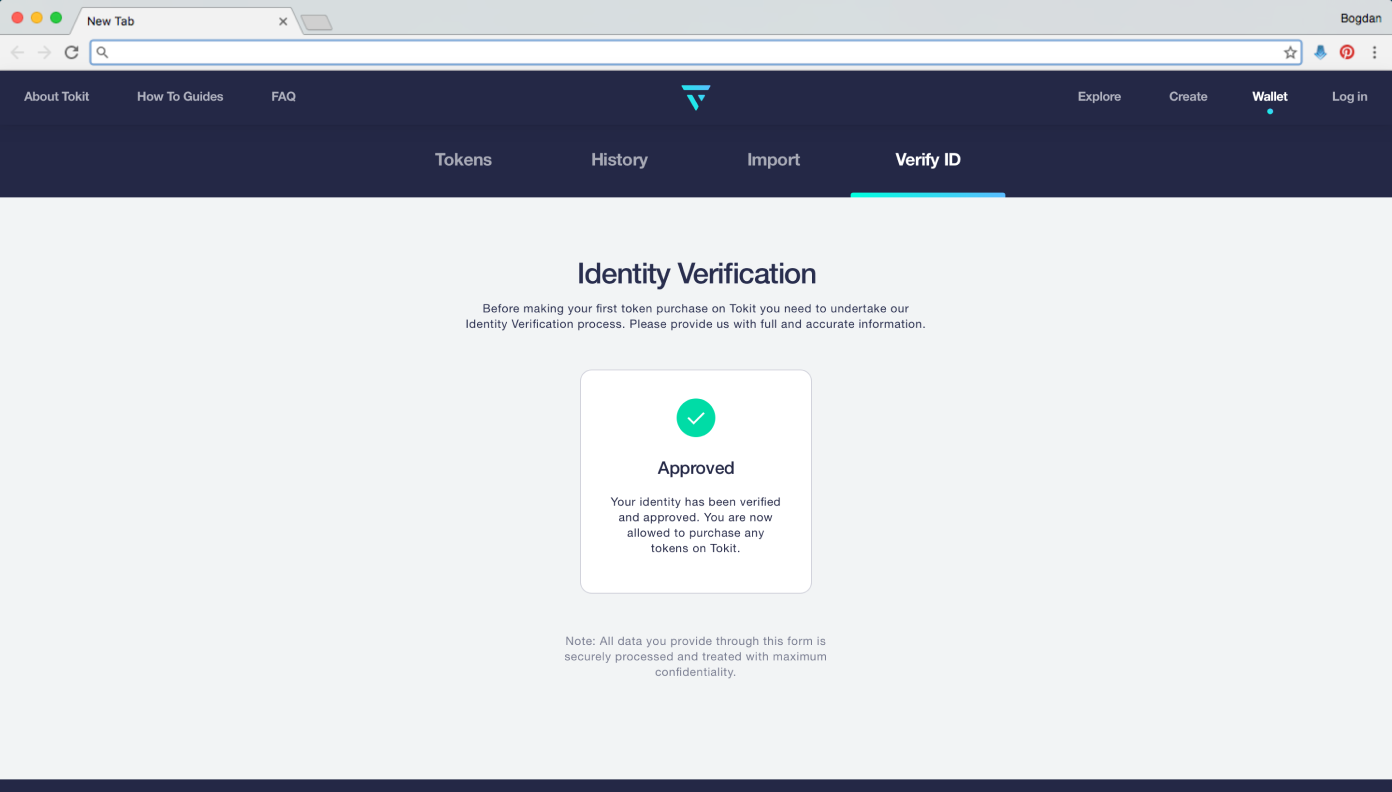 New Tab
Bogdan
About Tokit How To Guides FAQ Explore Create Wallet Log in
Tokens History Import Verify ID
Identity Verification
Before making your first token purchase on Tokit you need to undertake our
Identity Verification process. Please provide us with full and accurate information.
Approved
Your identity has been verified
and approved. You are now
allowed to purchase any
tokens on Tokit.
Note: All data you provide through this form is
securely processed and treated with maximum
confidentiality.